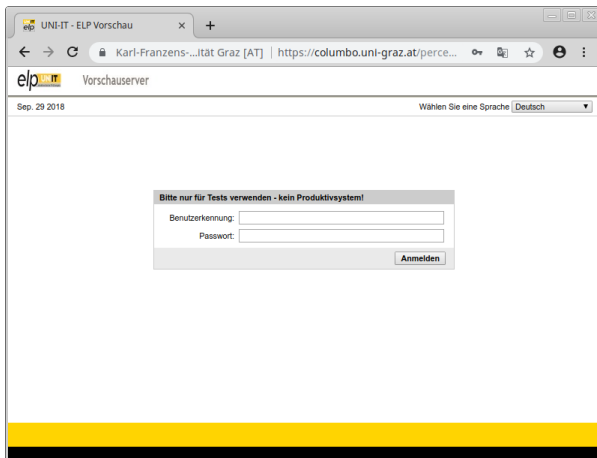 elp UNI-IT - ELP Vorschau
Karl-Franzens-...ität Graz [AT] | https://columbo.uni-graz.at/perce...
elp UNI IT Vorschauserver
Sep. 29 2018 Wählen Sie eine Sprache Deutsch
Bitte nur für Tests verwenden - kein Produktivsystem!
Benutzerkennung:
Passwort:
Anmelden